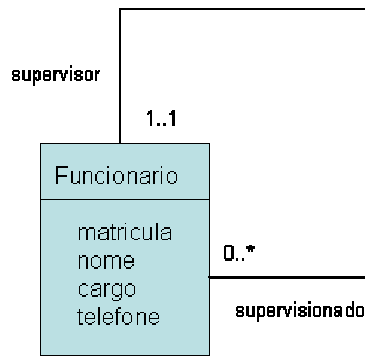 supervisor
1..1
Funcionario
matricula
nome
0..*
cargo
telefone
supervisionado